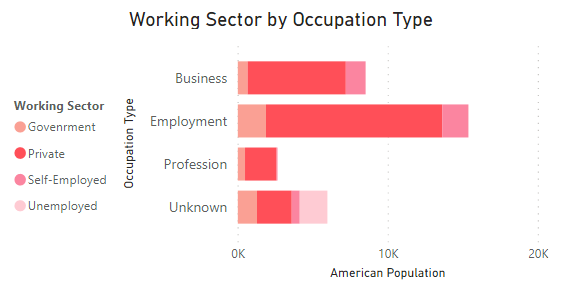 Working Sector by Occupation Type
Working Sector
Govenrment
Private
Self-Employed
Unemployed
Occupation Type
Business
Employment
Profession
Unknown
0K
10K
20K
American Population